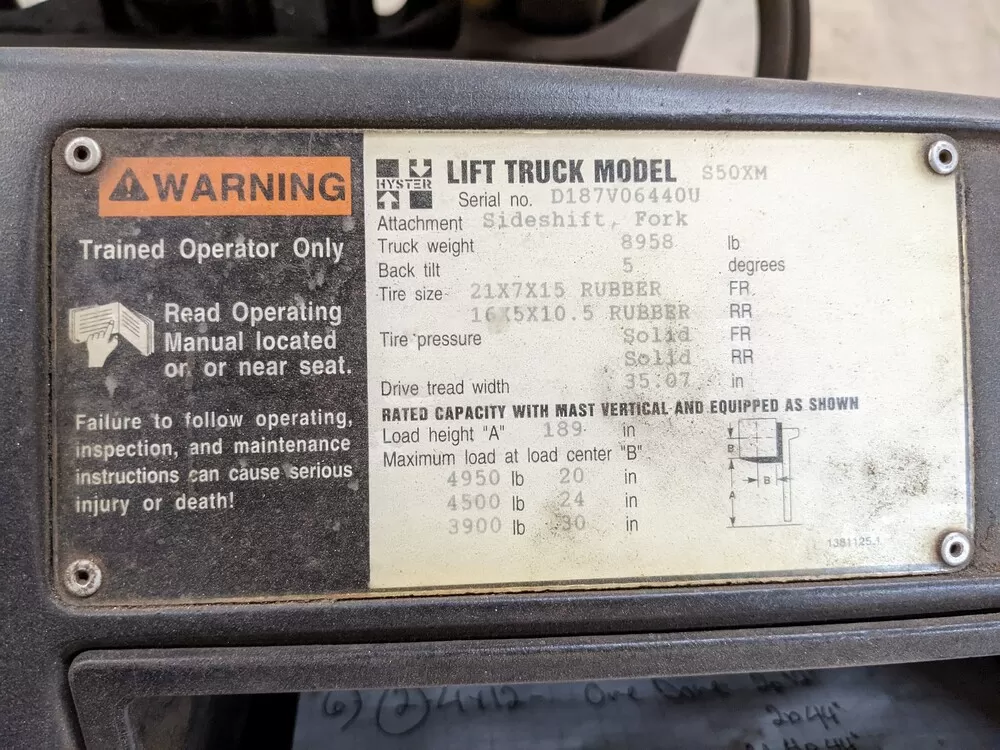 WARNING
Trained Operator Only
Read Operating
Manual located
on or near seat.
Failure to follow operating,
inspection, and maintenance
instructions can cause serious
injury or death!
HYSTER
LIFT TRUCK MODEL S50XM
Serial no. D187V06440U
Attachment Sideshift, Fork
Truck weight 8958 lb
Back tilt 5 degrees
Tire size 21X7X15 RUBBER FR
16X5X10.5 RUBBER RR
Tire pressure Solid FR
Solid RR
Drive tread width 35.07 in
RATED CAPACITY WITH MAST VERTICAL AND EQUIPPED AS SHOWN
Load height "A" 189 in
Maximum load at load center "B"
4950 lb 20 in
4500 lb 24 in
3900 lb 30 in
B
B
A
1381125.1
6) (2) 4x12 - One
2044"